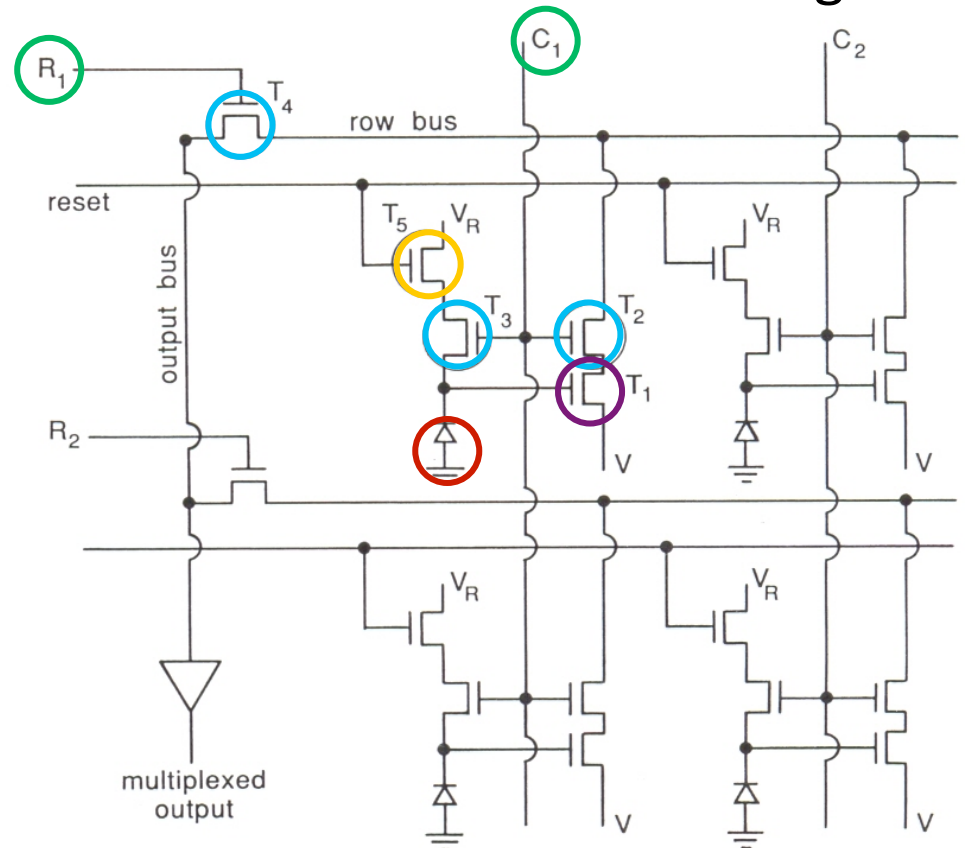 R1
C1
C2
T4
row bus
reset
output bus
T5
VR
VR
T3
T2
T1
R2
V
V
VR
VR
multiplexed
output
V
V